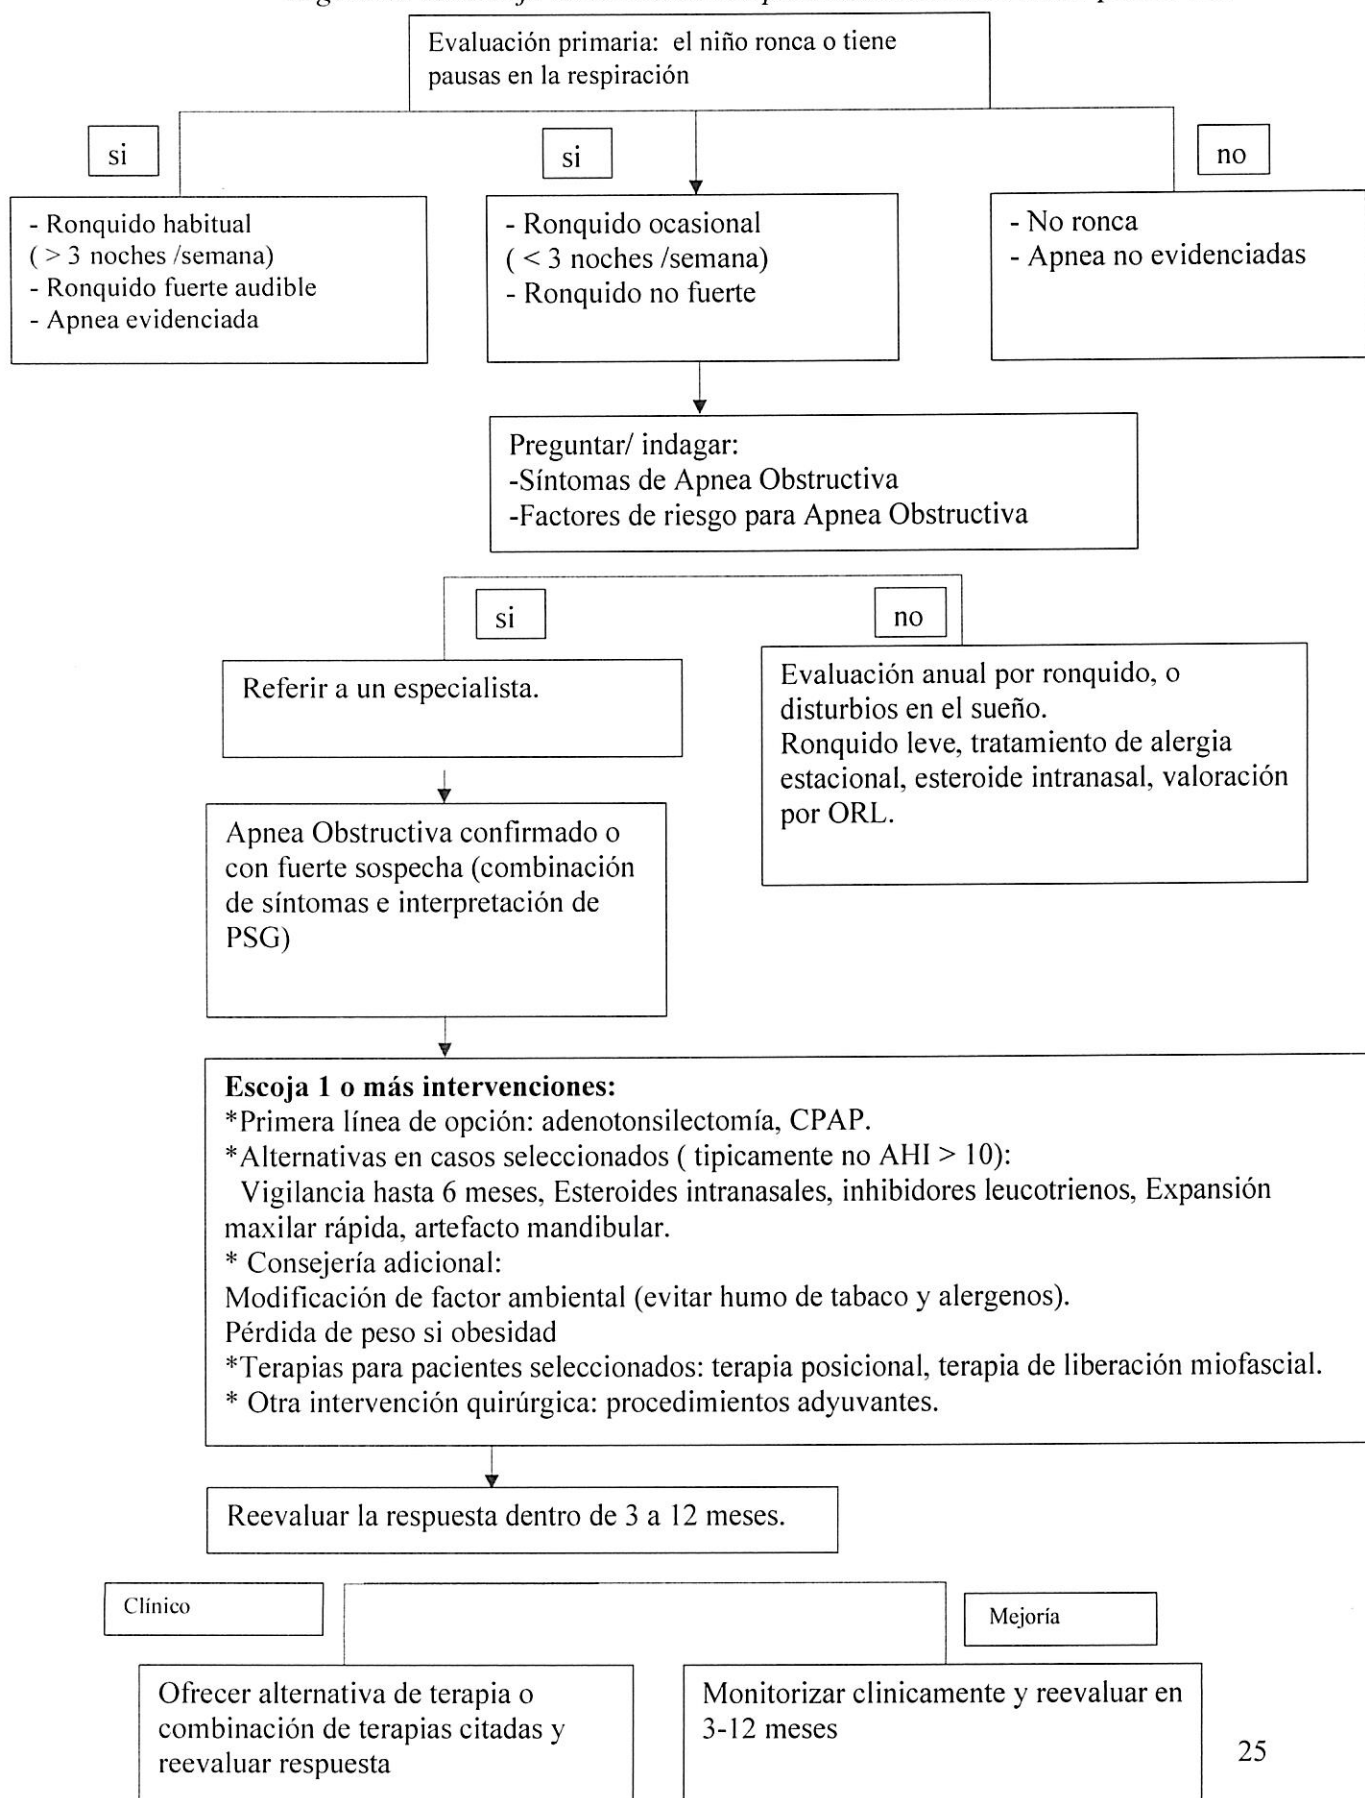 Evaluación primaria: el niño ronca o tiene
pausas en la respiración
si
si
no
- Ronquido habitual
( > 3 noches /semana)
- Ronquido fuerte audible
- Apnea evidenciada
- Ronquido ocasional
( < 3 noches /semana)
- Ronquido no fuerte
- No ronca
- Apnea no evidenciadas
Preguntar/ indagar:
-Síntomas de Apnea Obstructiva
-Factores de riesgo para Apnea Obstructiva
si
no
Referir a un especialista.
Evaluación anual por ronquido, o
disturbios en el sueño.
Ronquido leve, tratamiento de alergia
estacional, esteroide intranasal, valoración
por ORL.
Apnea Obstructiva confirmado o
con fuerte sospecha (combinación
de síntomas e interpretación de
PSG)
Escoja 1 o más intervenciones:
*Primera línea de opción: adenotonsilectomía, CPAP.
*Alternativas en casos seleccionados ( tipicamente no AHI > 10):
Vigilancia hasta 6 meses, Esteroides intranasales, inhibidores leucotrienos, Expansión
maxilar rápida, artefacto mandibular.
* Consejería adicional:
Modificación de factor ambiental (evitar humo de tabaco y alergenos).
Pérdida de peso si obesidad
*Terapias para pacientes seleccionados: terapia posicional, terapia de liberación miofascial.
* Otra intervención quirúrgica: procedimientos adyuvantes.
Reevaluar la respuesta dentro de 3 a 12 meses.
Clínico
Mejoría
Ofrecer alternativa de terapia o
combinación de terapias citadas y
reevaluar respuesta
Monitorizar clinicamente y reevaluar en
3-12 meses
25